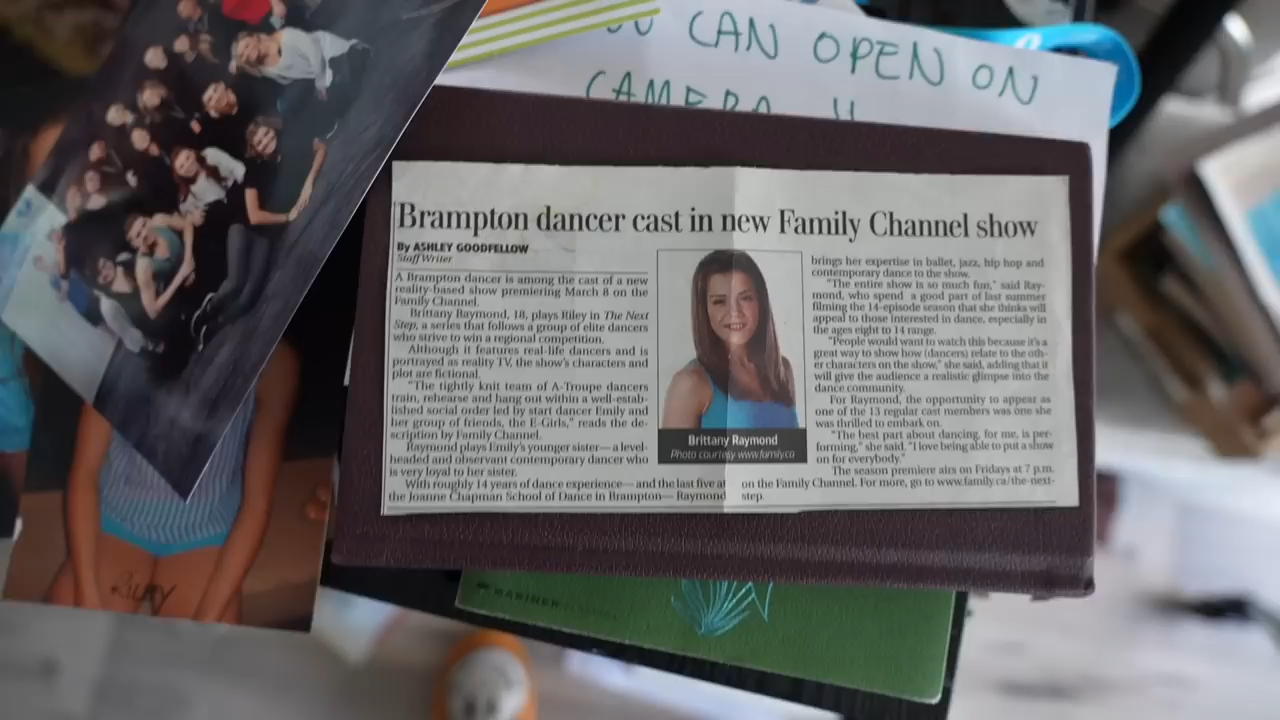 YOU CAN OPEN ON
CAMERA
Brampton dancer cast in new Family Channel show
By ASHLEY GOODFELLOW
Staff Writer
A Brampton dancer is among the cast of a new
reality-based show premiering March 8 on the
Family Channel.
Brittany Raymond, 18, plays Riley in The Next
Step, a series that follows a group of elite dancers
who strive to win a regional competition.
Although it features real-life dancers and is
portrayed as reality TV, the show's characters and
plot are fictional.
"The tightly knit team of A-Troupe dancers
train, rehearse and hang out within a well-estab-
lished social order led by start dancer Emily and
her group of friends, the E-Girls," reads the de-
scription by Family Channel.
Raymond plays Emily's younger sister— a level-
headed and observant contemporary dancer who
is very loyal to her sister.
With roughly 14 years of dance experience— and the last five at
the Joanne Chapman School of Dance in Brampton— Raymond
Brittany Raymond
Photo courtesy www.family.ca
brings her expertise in ballet, jazz, hip hop and
contemporary dance to the show.
"The entire show is so much fun," said Ray-
mond, who spend a good part of last summer
filming the 14-episode season that she thinks will
appeal to those interested in dance, especially in
the ages eight to 14 range.
"People would want to watch this because it's a
great way to show how (dancers) relate to the oth-
er characters on the show," she said, adding that it
will give the audience a realistic glimpse into the
dance community.
For Raymond, the opportunity to appear as
one of the 13 regular cast members was one she
was thrilled to embark on.
"The best part about dancing, for me, is per-
forming," she said. "I love being able to put a show
on for everybody."
The season premiere airs on Fridays at 7 p.m.
on the Family Channel. For more, go to www.family.ca/the-next-
step.
RILEY